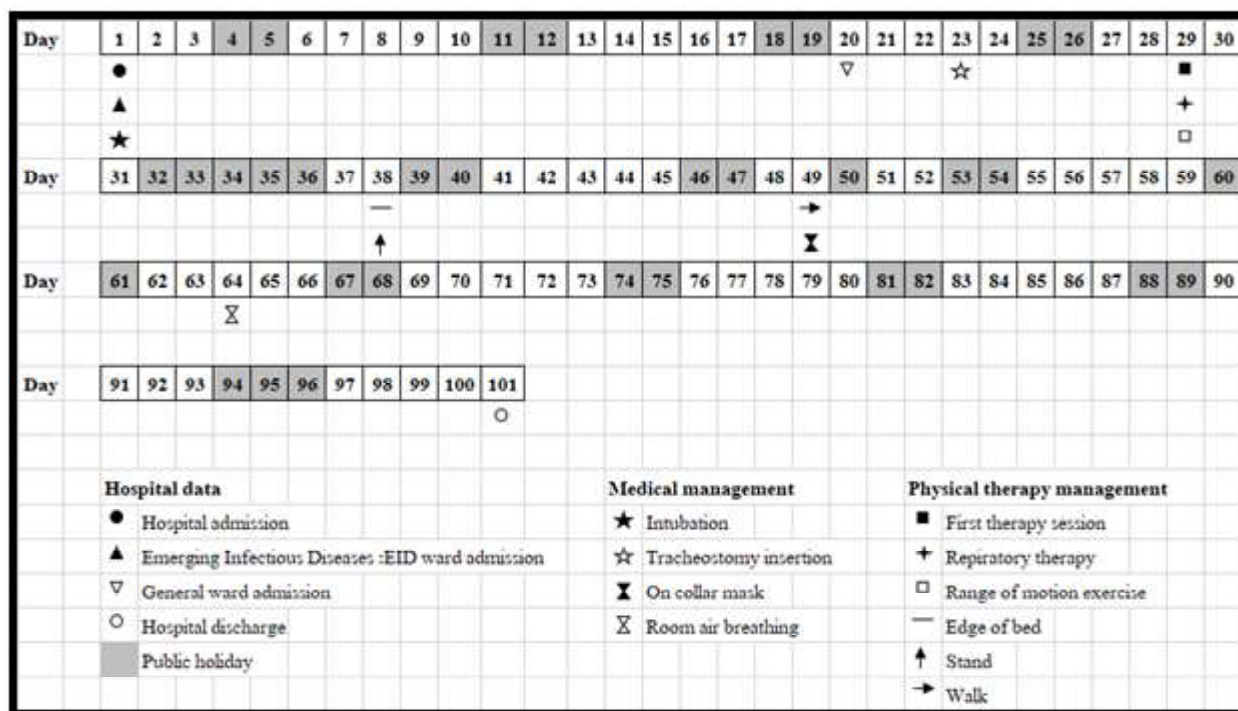 Day 1 2 3 4 5 6 7 8 9 10 11 12 13 14 15 16 17 18 19 20 21 22 23 24 25 26 27 28 29 30
Day 31 32 33 34 35 36 37 38 39 40 41 42 43 44 45 46 47 48 49 50 51 52 53 54 55 56 57 58 59 60
Day 61 62 63 64 65 66 67 68 69 70 71 72 73 74 75 76 77 78 79 80 81 82 83 84 85 86 87 88 89 90
Day 91 92 93 94 95 96 97 98 99 100 101
Hospital data
Hospital admission
Emerging Infectious Diseases :EID ward admission
General ward admission
Hospital discharge
Public holiday
Medical management
Intubation
Tracheostomy insertion
On collar mask
Room air breathing
Physical therapy management
First therapy session
Repiratory therapy
Range of motion exercise
Edge of bed
Stand
Walk